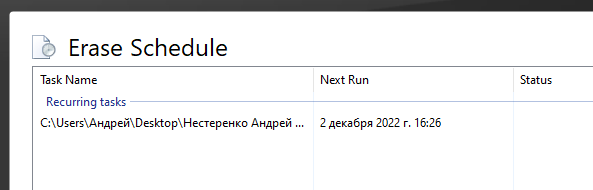 Erase Schedule
Task Name Next Run Status
Recurring tasks
C:\Users\Андрей\Desktop\Нестеренко Андрей ... 2 декабря 2022 г. 16:26